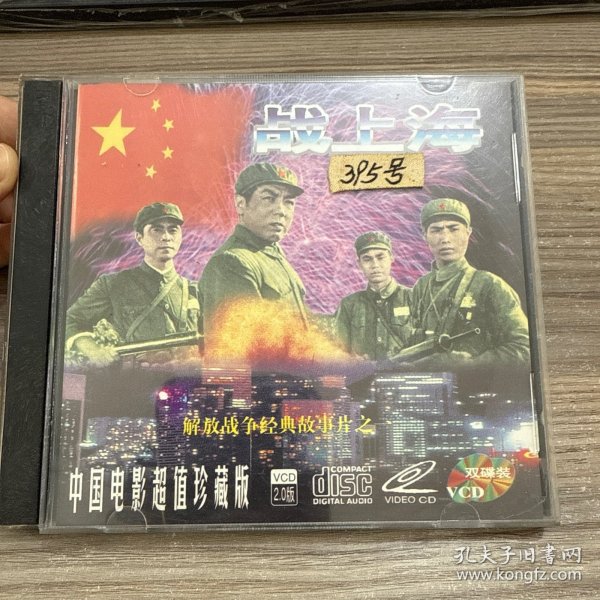 战上海
395号
解放战争经典故事片之
中国电影超值珍藏版
VCD
2.0版
COMPACT
disc
DIGITAL AUDIO
VIDEO CD
双碟装
VCD
孔夫子旧书网
www.kongfz.com